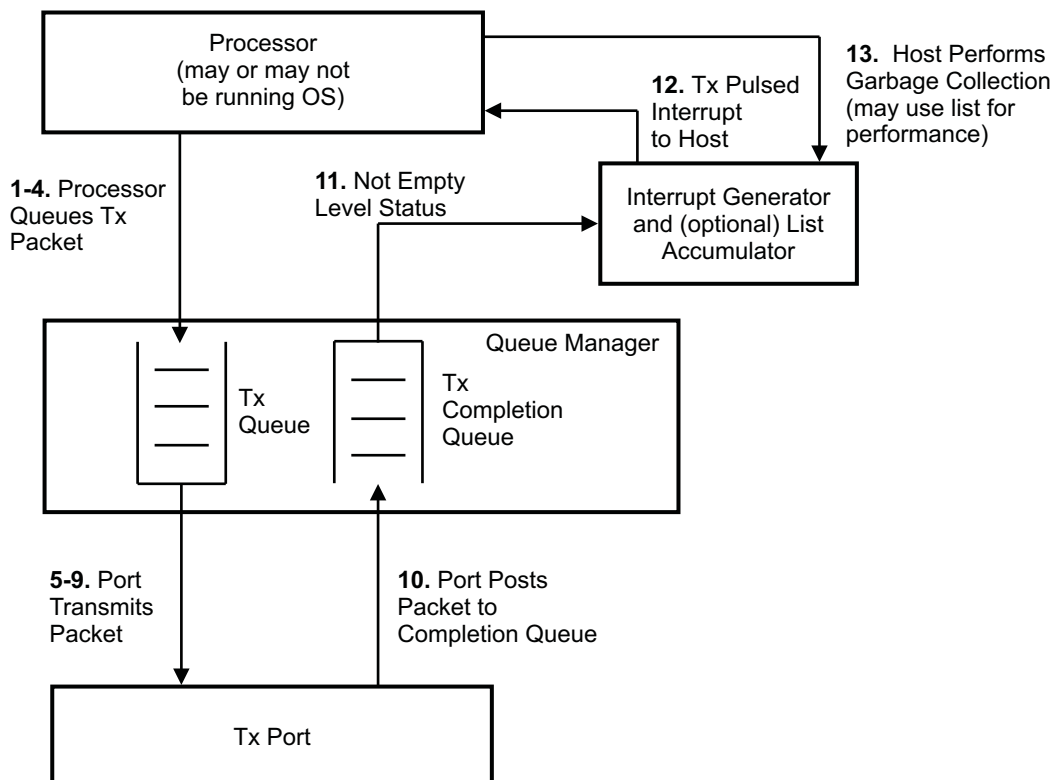 Processor
(may or may not
be running OS)
13. Host Performs
Garbage Collection
(may use list for
performance)
12. Tx Pulsed
Interrupt
to Host
1-4. Processor
Queues Tx
Packet
11. Not Empty
Level Status
Interrupt Generator
and (optional) List
Accumulator
Queue Manager
Tx
Queue
Tx
Completion
Queue
5-9. Port
Transmits
Packet
10. Port Posts
Packet to
Completion Queue
Tx Port